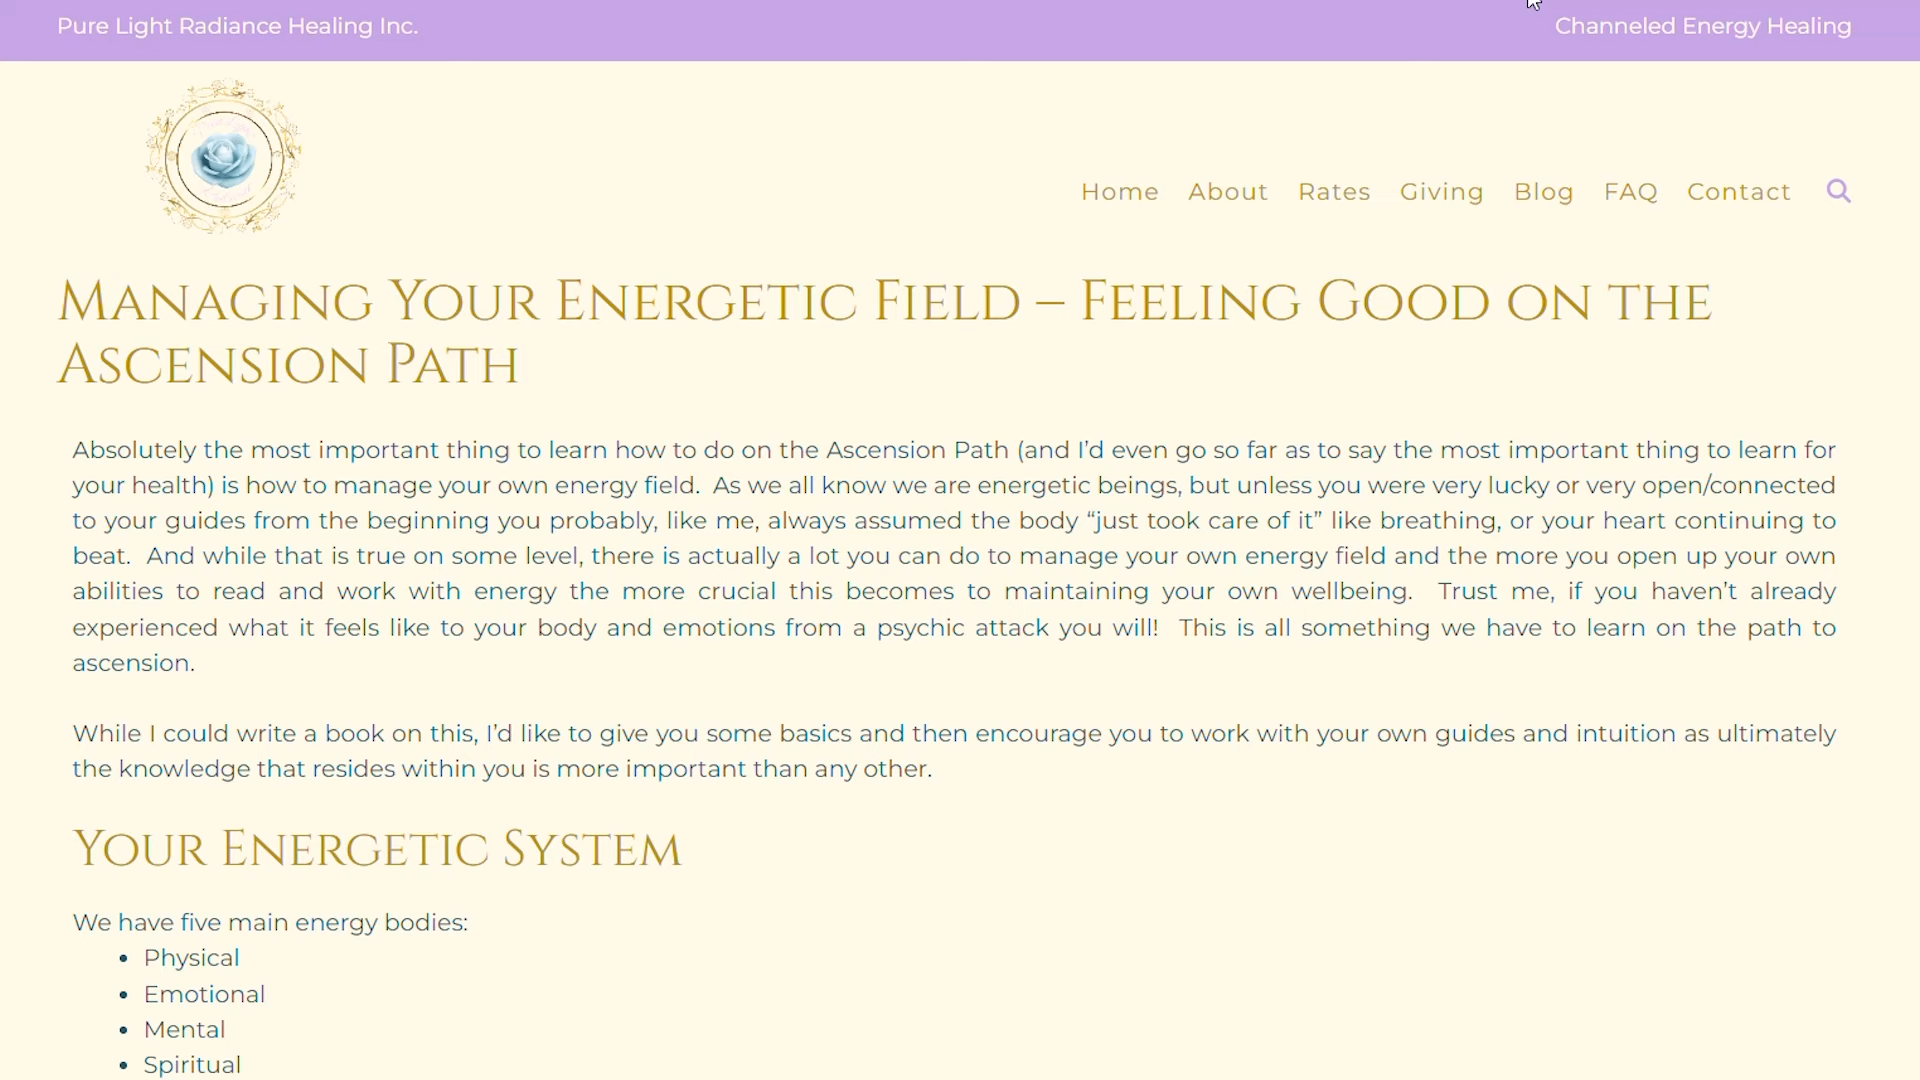 Pure Light Radiance Healing Inc.
Channeled Energy Healing
Home About Rates Giving Blog FAQ Contact
Managing Your Energetic Field – Feeling Good on the
Ascension Path
Absolutely the most important thing to learn how to do on the Ascension Path (and I’d even go so far as to say the most important thing to learn for
your health) is how to manage your own energy field.  As we all know we are energetic beings, but unless you were very lucky or very open/connected
to your guides from the beginning you probably, like me, always assumed the body “just took care of it” like breathing, or your heart continuing to
beat.  And while that is true on some level, there is actually a lot you can do to manage your own energy field and the more you open up your own
abilities to read and work with energy the more crucial this becomes to maintaining your own wellbeing.  Trust me, if you haven’t already
experienced what it feels like to your body and emotions from a psychic attack you will!  This is all something we have to learn on the path to
ascension.
While I could write a book on this, I’d like to give you some basics and then encourage you to work with your own guides and intuition as ultimately
the knowledge that resides within you is more important than any other.
Your Energetic System
We have five main energy bodies:
• Physical
• Emotional
• Mental
• Spiritual